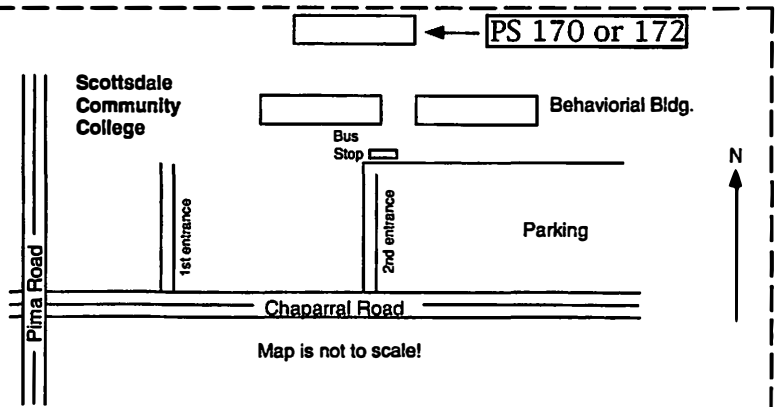 PS 170 or 172
Scottsdale
Community
College
Behaviorial Bldg.
Bus
Stop
N
1st entrance
2nd entrance
Parking
Pima Road
Chaparral Road
Map is not to scale!